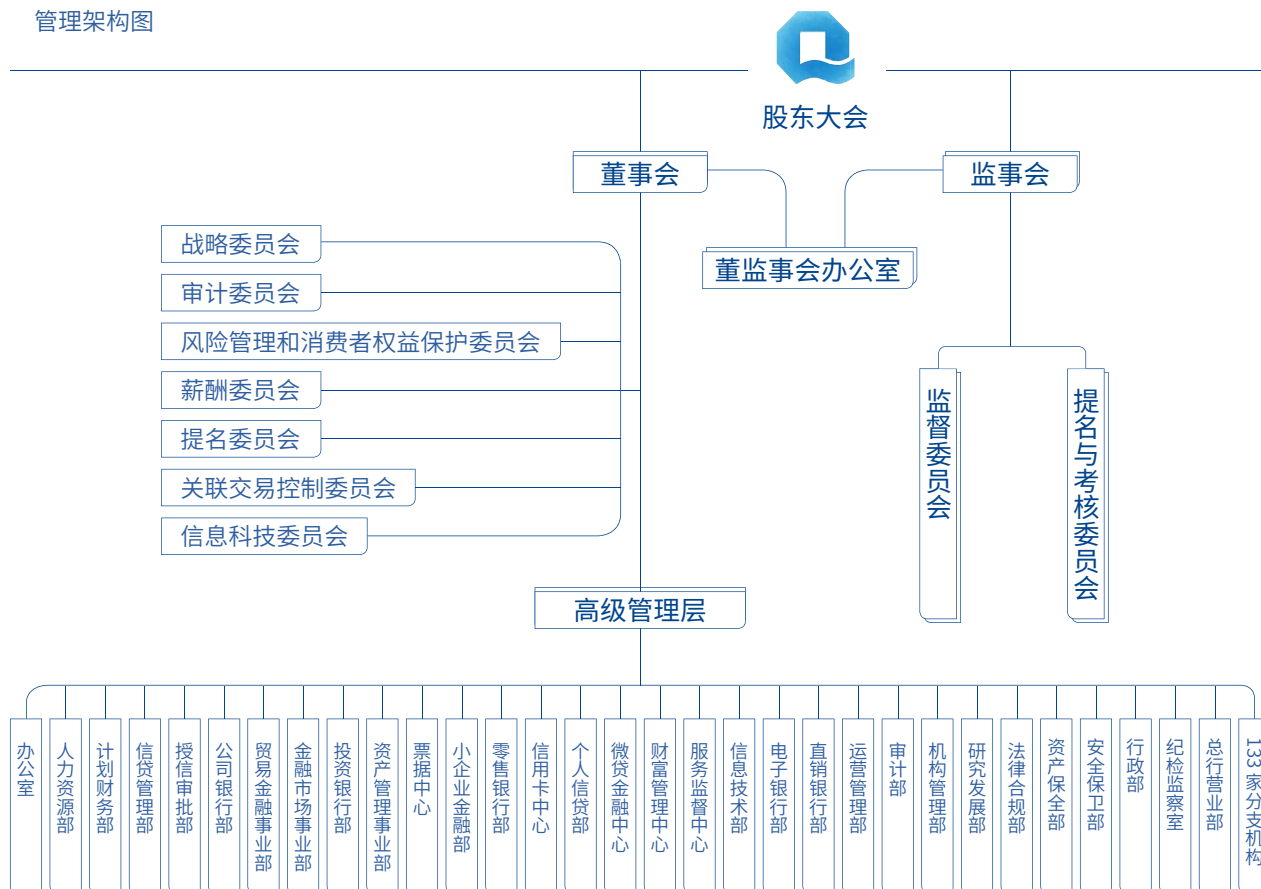 管理架构图
股东大会
董事会
监事会
董监事会办公室
战略委员会
审计委员会
风险管理和消费者权益保护委员会
薪酬委员会
提名委员会
关联交易控制委员会
信息科技委员会
监督委员会
提名与考核委员会
高级管理层
办公室
人力资源部
计划财务部
信贷管理部
授信审批部
公司银行部
贸易金融事业部
金融市场事业部
投资银行部
资产管理事业部
票据中心
小企业金融部
零售银行部
信用卡中心
个人信贷部
微贷金融中心
财富管理中心
服务监督中心
信息技术部
电子银行部
直销银行部
运营管理部
审计部
机构管理部
研究发展部
法律合规部
资产保全部
安全保卫部
行政部
纪检监察室
总行营业部
133 家分支机构